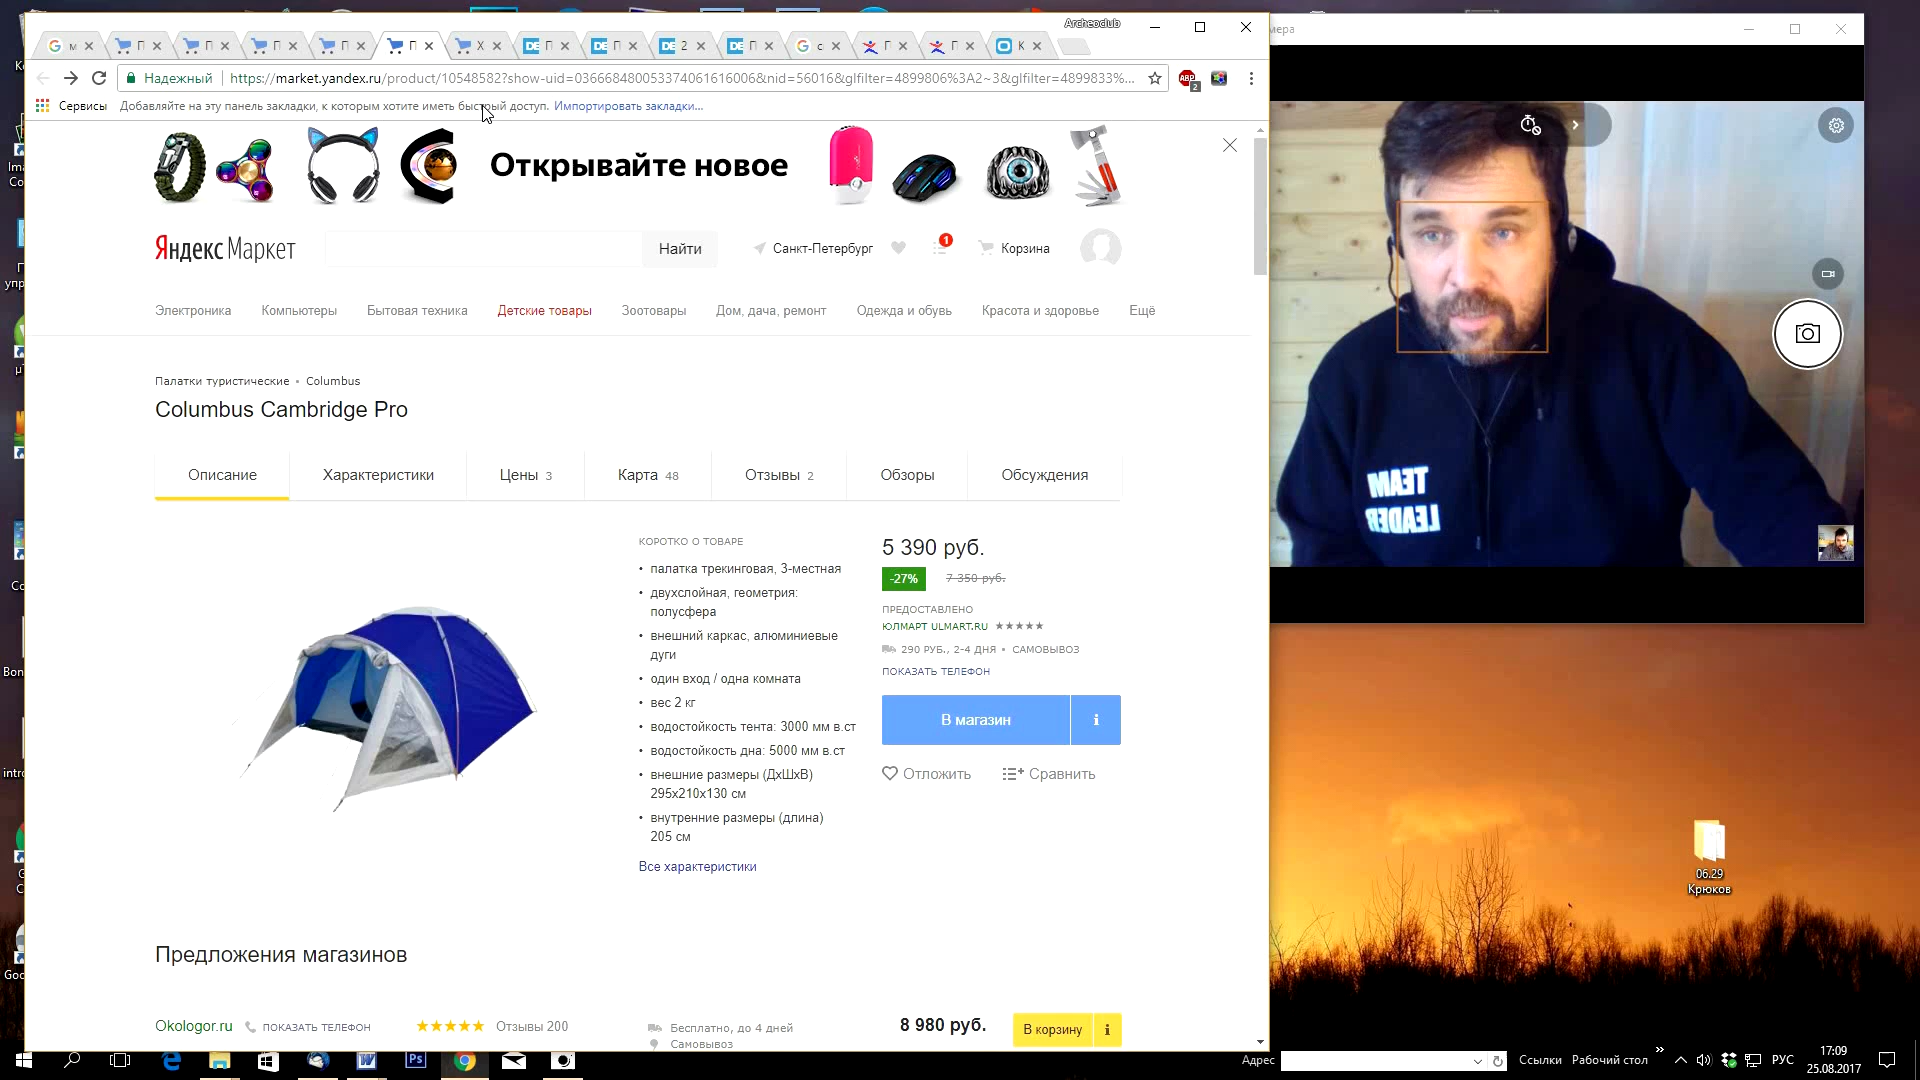 Archeoclub
мера
Надежный
https://market.yandex.ru/product/10548582?show-uid=036668480053374061616006&nid=56016&glfilter=4899806%3A2~3&glfilter=4899833%...
Сервисы
Добавляйте на эту панель закладки, к которым хотите иметь быстрый доступ.
Импортировать закладки...
Открывайте новое
Яндекс Маркет
Найти
Санкт-Петербург
1
Корзина
Электроника
Компьютеры
Бытовая техника
Детские товары
Зоотовары
Дом, дача, ремонт
Одежда и обувь
Красота и здоровье
Ещё
Палатки туристические • Columbus
Columbus Cambridge Pro
Описание
Характеристики
Цены 3
Карта 48
Отзывы 2
Обзоры
Обсуждения
КОРОТКО О ТОВАРЕ
• палатка трекинговая, 3-местная
• двухслойная, геометрия:
полусфера
• внешний каркас, алюминиевые
дуги
• один вход / одна комната
• вес 2 кг
• водостойкость тента: 3000 мм в.ст
• водостойкость дна: 5000 мм в.ст
• внешние размеры (ДхШхВ)
295x210x130 см
• внутренние размеры (длина)
205 см
Все характеристики
5 390 руб.
-27%
7 350 руб.
ПРЕДОСТАВЛЕНО
ЮЛМАРТ ULMART.RU
290 РУБ., 2-4 ДНЯ • САМОВЫВОЗ
ПОКАЗАТЬ ТЕЛЕФОН
В магазин
Отложить
Сравнить
Предложения магазинов
Okologor.ru
ПОКАЗАТЬ ТЕЛЕФОН
Отзывы 200
Бесплатно, до 4 дней
Самовывоз
8 980 руб.
В корзину
TEAM
LEADER
06.29
Крюков
Адрес
Ссылки
Рабочий стол
РУС
17:09
25.08.2017